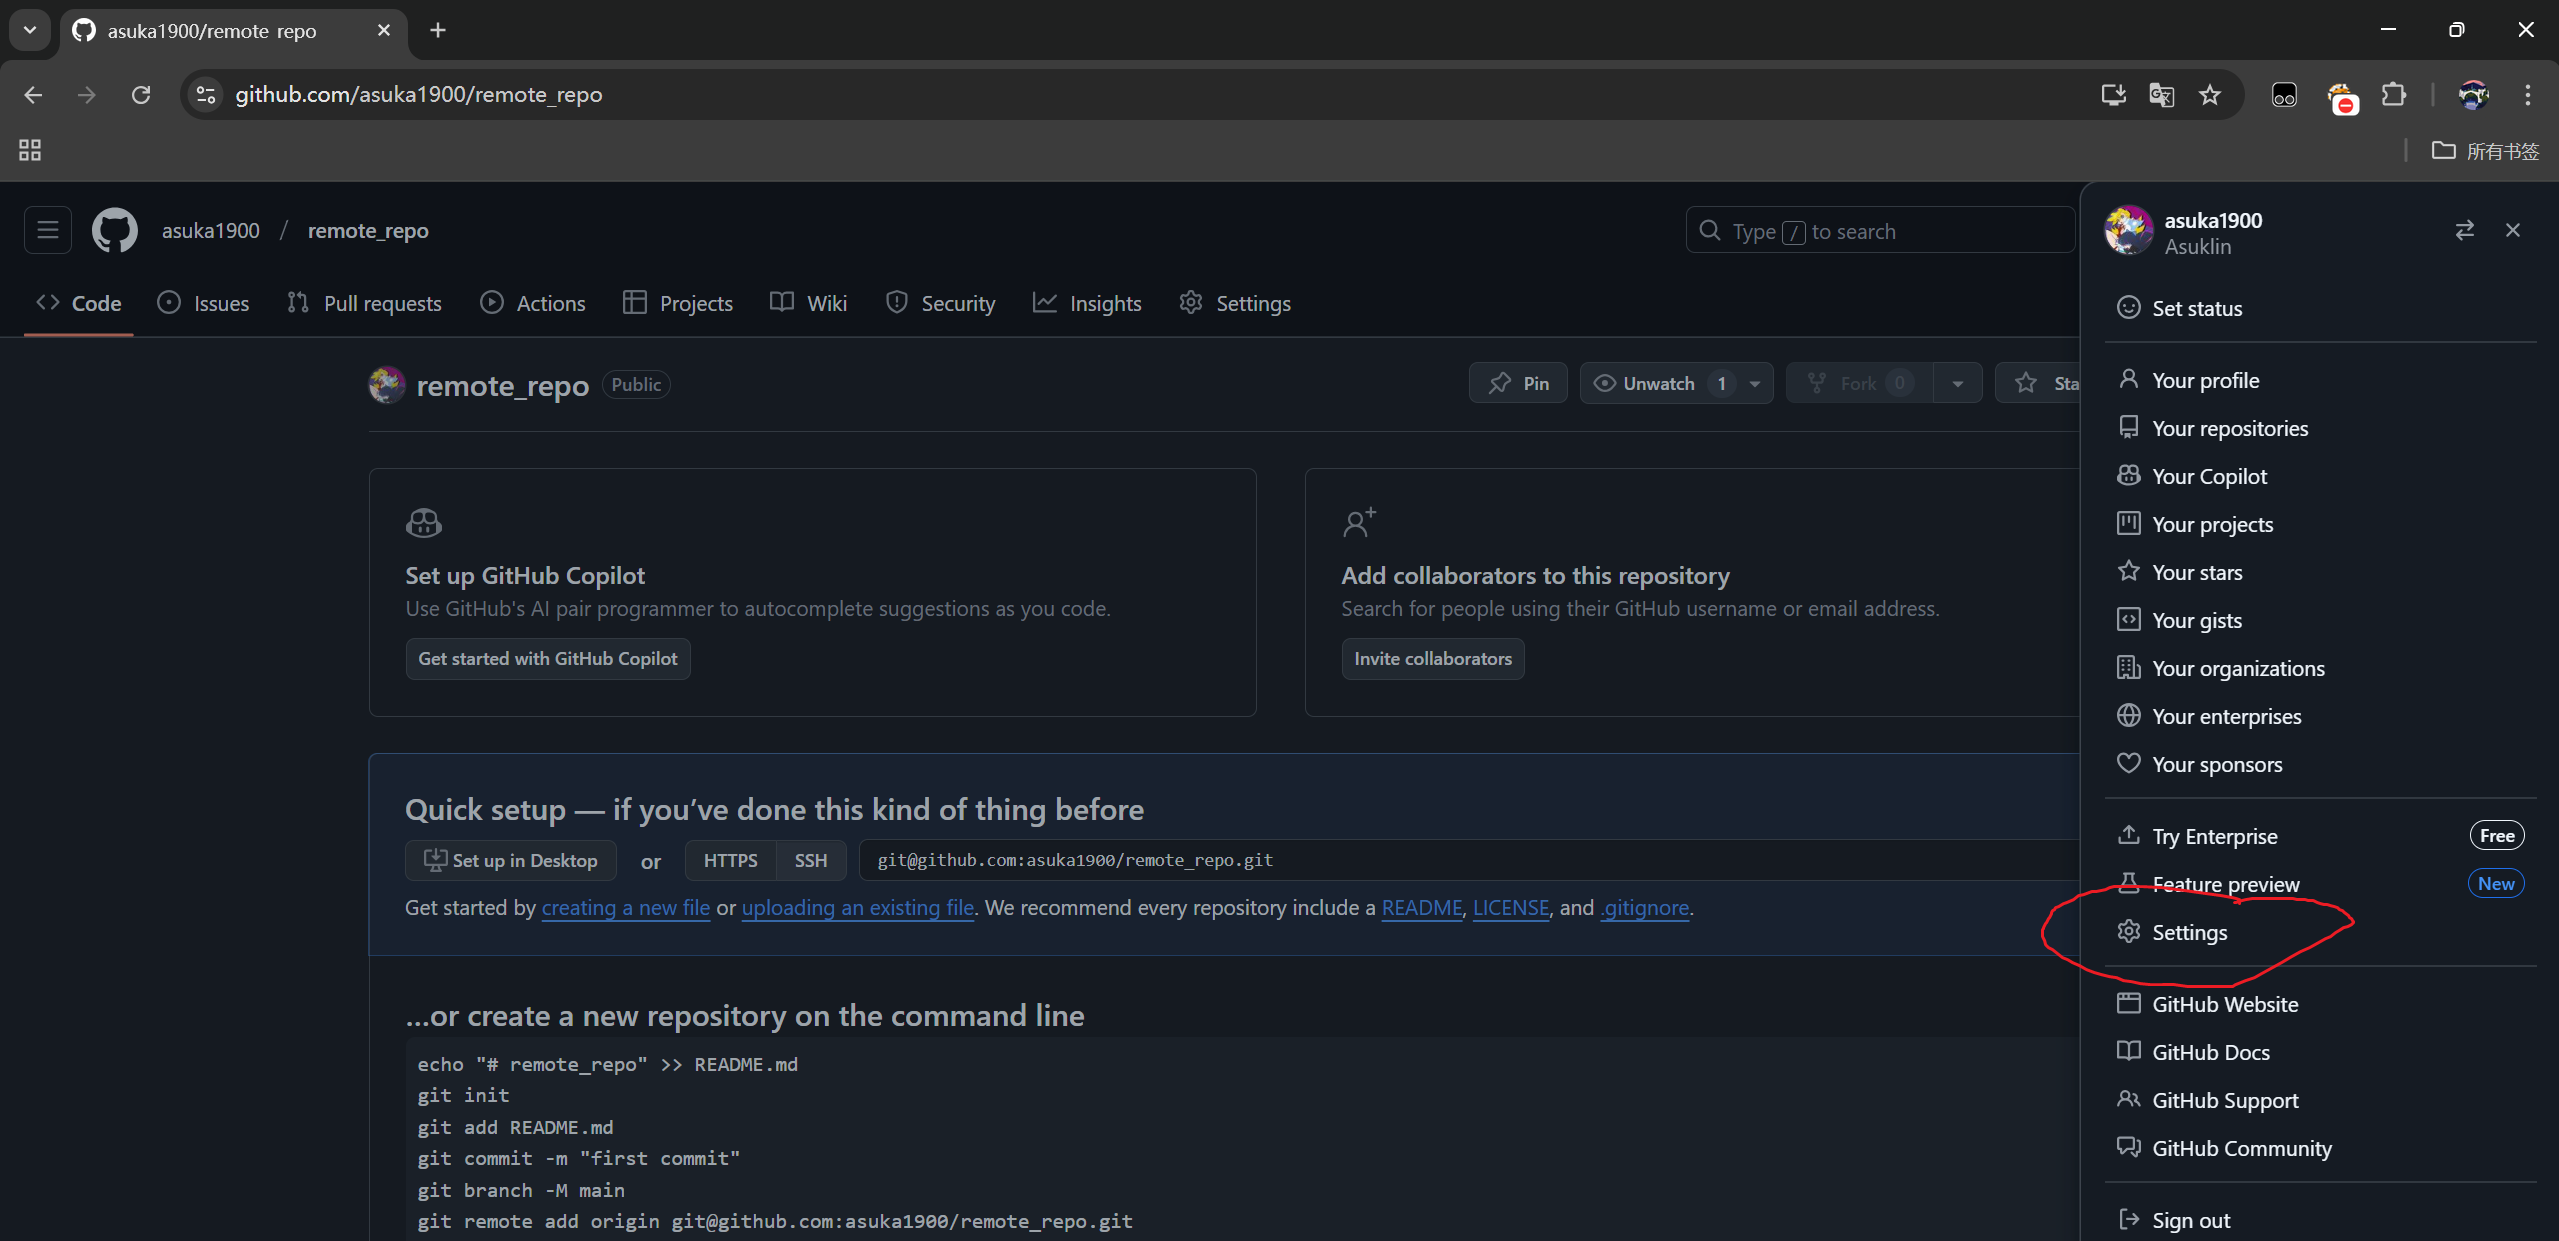 asuka1900/remote_repo
github.com/asuka1900/remote_repo
所有书签
asuka1900 / remote_repo
Type / to search
Code Issues Pull requests Actions Projects Wiki Security Insights Settings
remote_repo Public
Pin Unwatch 1 Fork 0 Sta
Set up GitHub Copilot
Use GitHub's AI pair programmer to autocomplete suggestions as you code.
Get started with GitHub Copilot
Add collaborators to this repository
Search for people using their GitHub username or email address.
Invite collaborators
Quick setup — if you’ve done this kind of thing before
Set up in Desktop or HTTPS SSH git@github.com:asuka1900/remote_repo.git
Get started by creating a new file or uploading an existing file. We recommend every repository include a README, LICENSE, and .gitignore.
…or create a new repository on the command line
echo "# remote_repo" >> README.md
git init
git add README.md
git commit -m "first commit"
git branch -M main
git remote add origin git@github.com:asuka1900/remote_repo.git
asuka1900
Asuklin
Set status
Your profile
Your repositories
Your Copilot
Your projects
Your stars
Your gists
Your organizations
Your enterprises
Your sponsors
Try Enterprise Free
Feature preview New
Settings
GitHub Website
GitHub Docs
GitHub Support
GitHub Community
Sign out